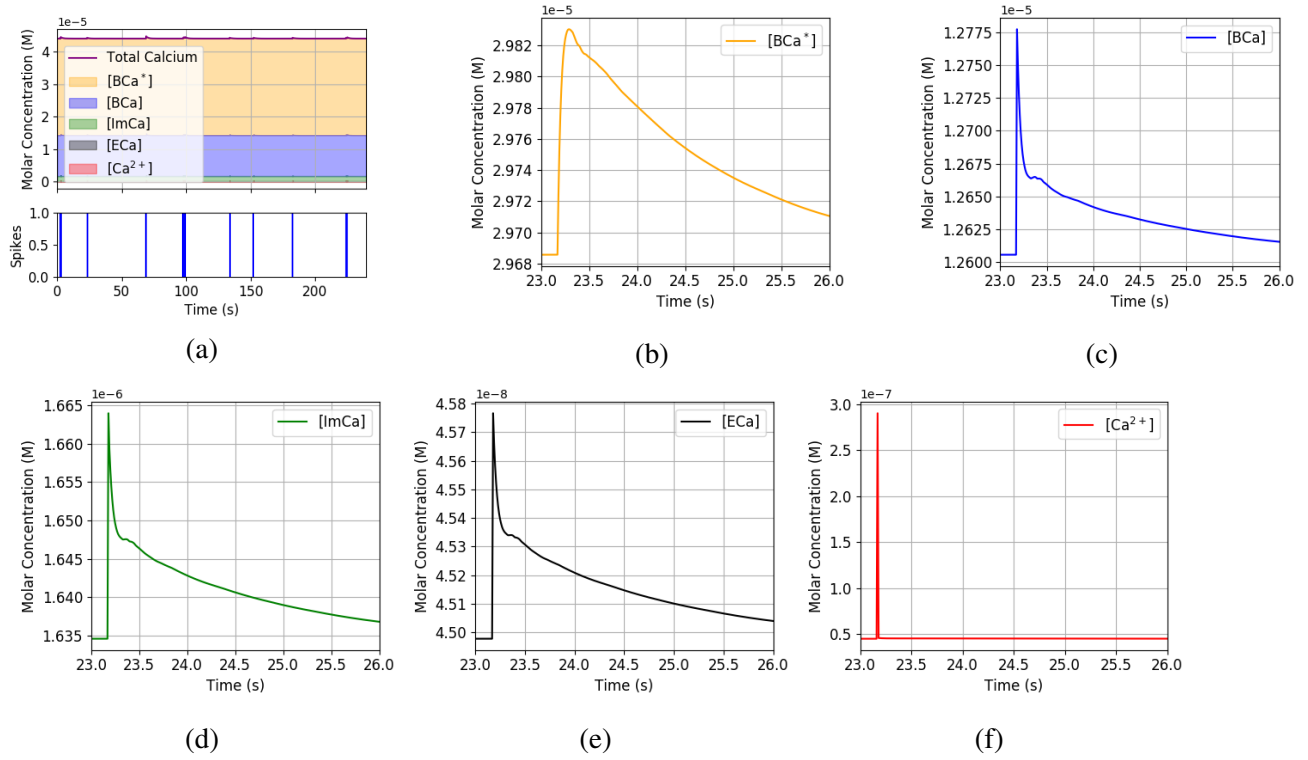 1e−5
Molar Concentration (M)
4
3
2
1
0
Total Calcium
[BCa*]
[BCa]
[ImCa]
[ECa]
[Ca²⁺]
Spikes
1.0
0.5
0.0
0 50 100 150 200
Time (s)
(a)
1e−5
Molar Concentration (M)
2.982
2.980
2.978
2.976
2.974
2.972
2.970
2.968
[BCa*]
23.0 23.5 24.0 24.5 25.0 25.5 26.0
Time (s)
(b)
1e−5
Molar Concentration (M)
1.2775
1.2750
1.2725
1.2700
1.2675
1.2650
1.2625
1.2600
[BCa]
23.0 23.5 24.0 24.5 25.0 25.5 26.0
Time (s)
(c)
1e−6
Molar Concentration (M)
1.665
1.660
1.655
1.650
1.645
1.640
1.635
[ImCa]
23.0 23.5 24.0 24.5 25.0 25.5 26.0
Time (s)
(d)
1e−8
Molar Concentration (M)
4.58
4.57
4.56
4.55
4.54
4.53
4.52
4.51
4.50
[ECa]
23.0 23.5 24.0 24.5 25.0 25.5 26.0
Time (s)
(e)
1e−7
Molar Concentration (M)
3.0
2.5
2.0
1.5
1.0
0.5
[Ca²⁺]
23.0 23.5 24.0 24.5 25.0 25.5 26.0
Time (s)
(f)